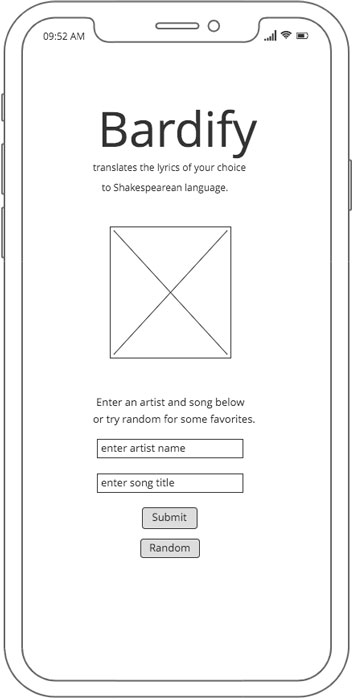 09:52 AM
Bardify
translates the lyrics of your choice
to Shakespearean language.
Enter an artist and song below
or try random for some favorites.
enter artist name
enter song title
Submit
Random